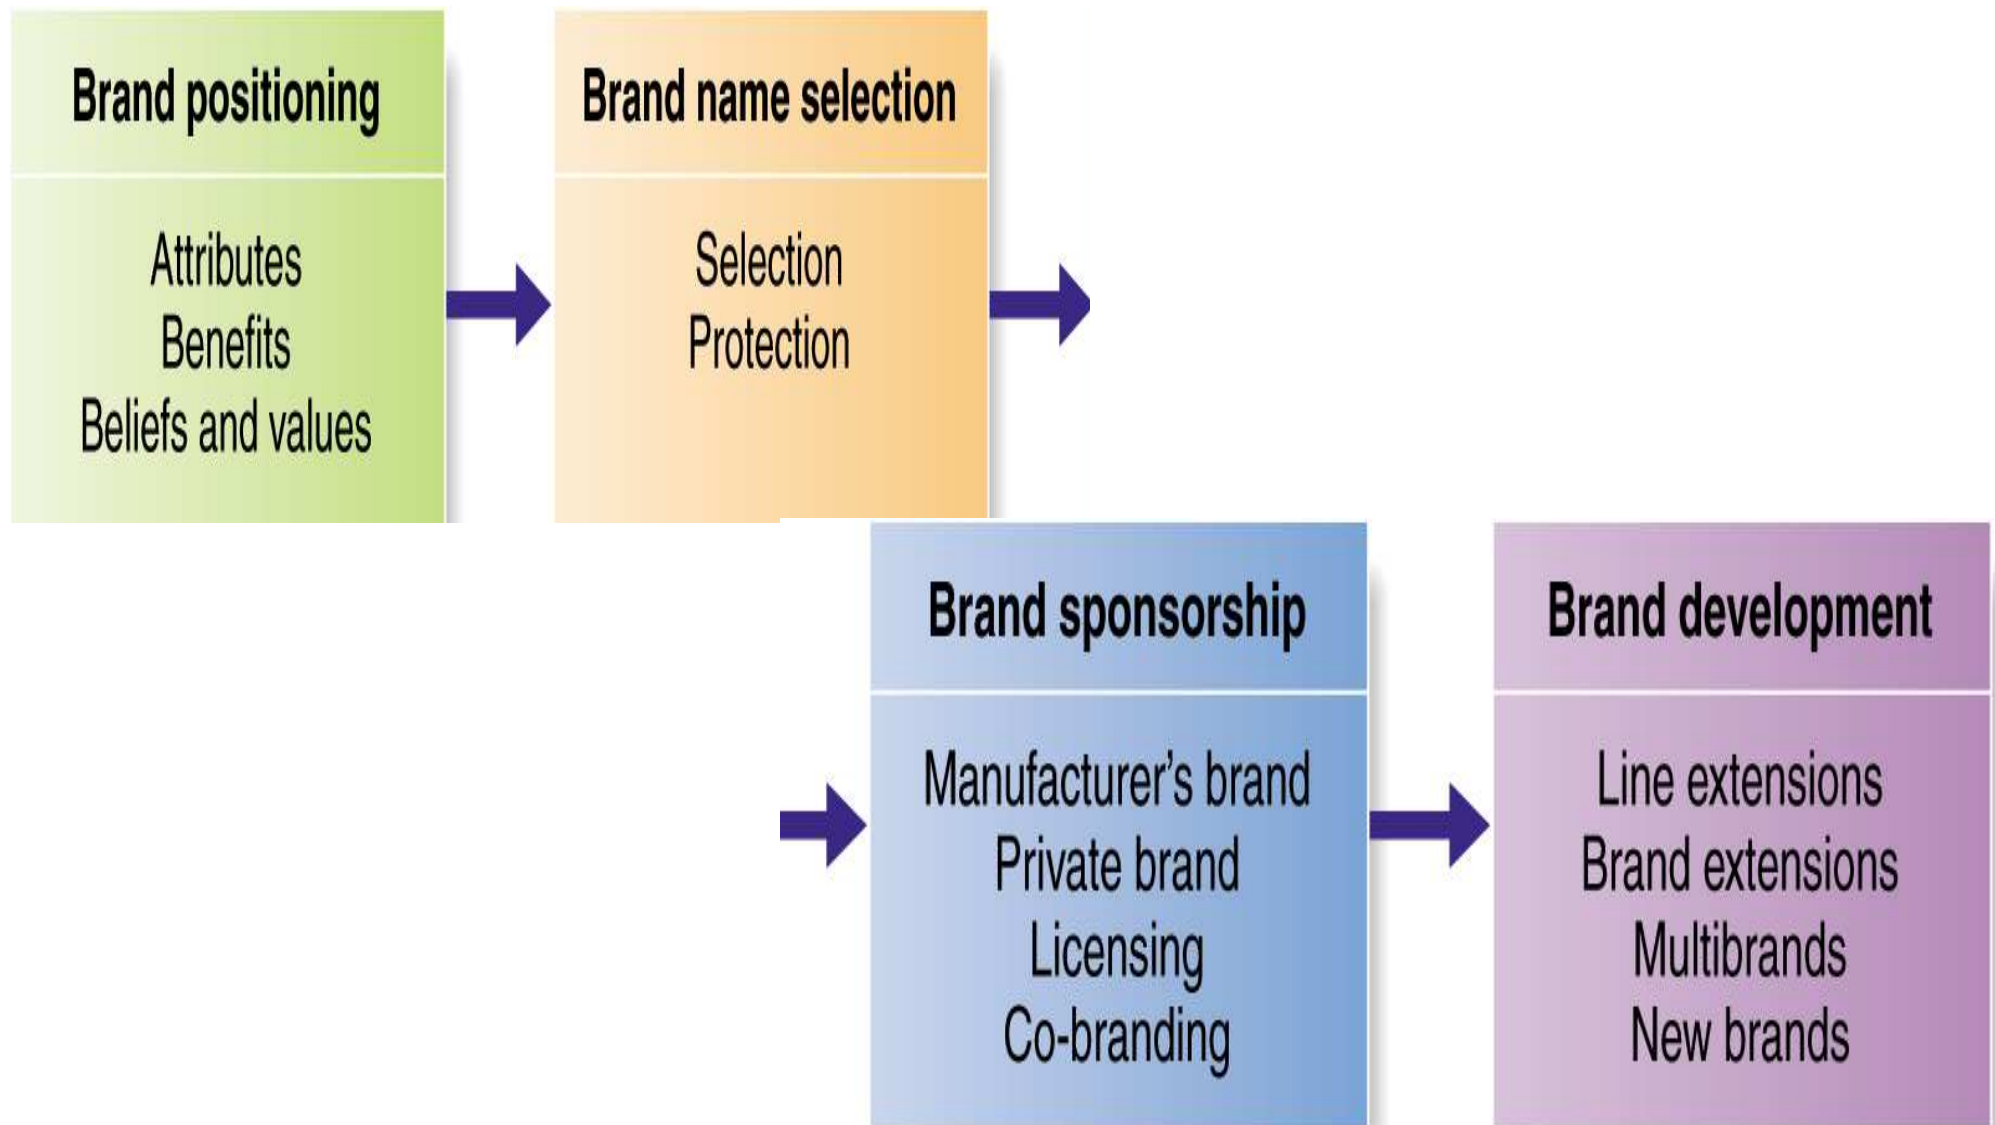 Brand positioning
Attributes
Benefits
Beliefs and values
Brand name selection
Selection
Protection
Brand sponsorship
Manufacturer's brand
Private brand
Licensing
Co-branding
Brand development
Line extensions
Brand extensions
Multibrands
New brands